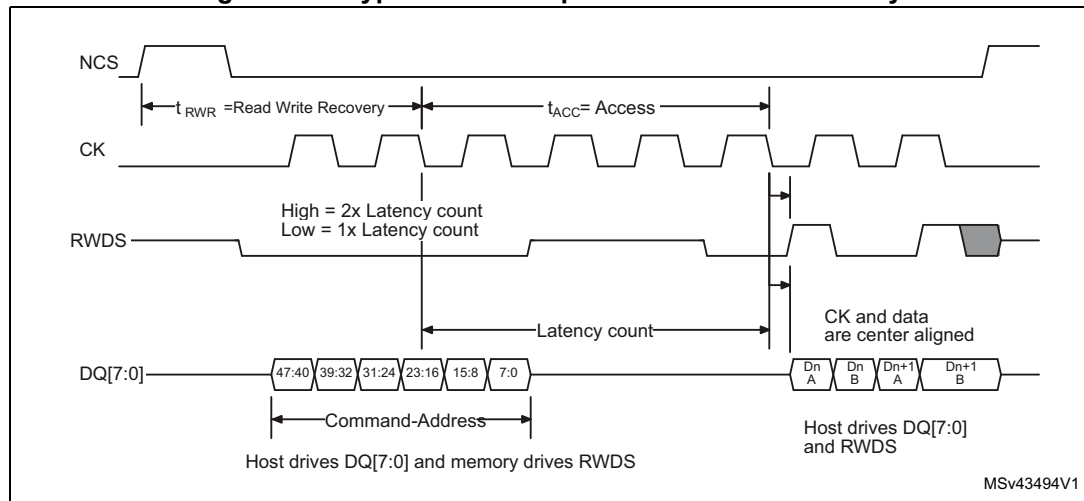 NCS
t RWR =Read Write Recovery
tACC= Access
CK
High = 2x Latency count
Low = 1x Latency count
RWDS
CK and data
are center aligned
Latency count
DQ[7:0]
47:40 39:32 31:24 23:16 15:8 7:0
Dn A
Dn B
Dn+1 A
Dn+1 B
Command-Address
Host drives DQ[7:0]
and RWDS
Host drives DQ[7:0] and memory drives RWDS
MSv43494V1